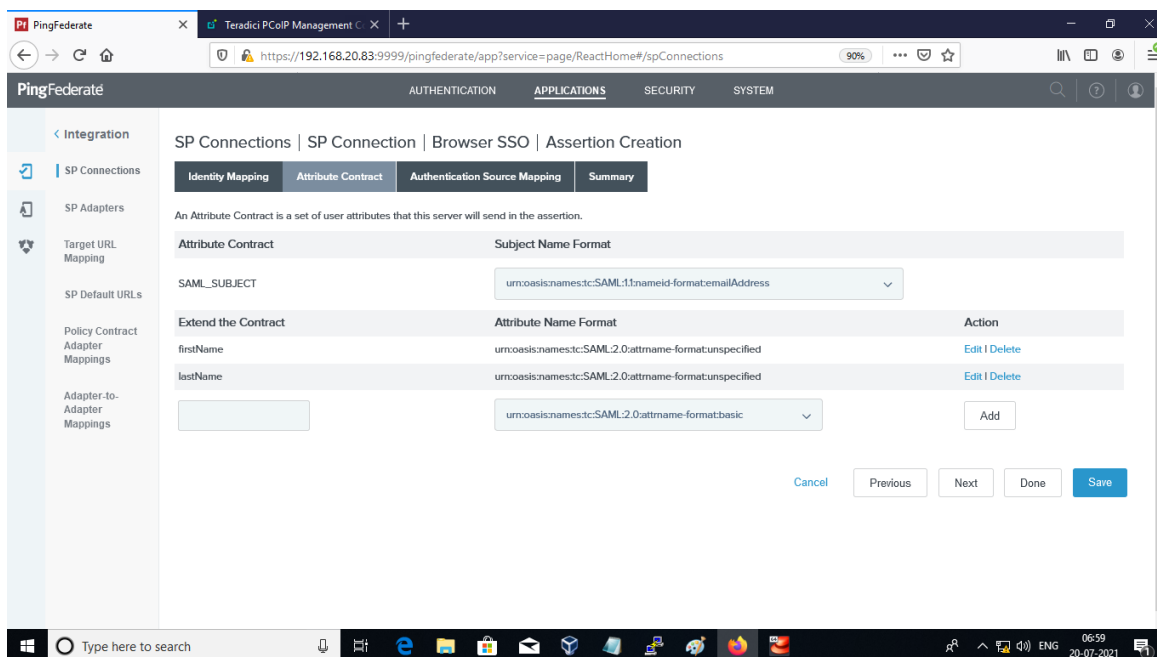 Pf PingFederate
Teradici PCoIP Management C
https://192.168.20.83:9999/pingfederate/app?service=page/ReactHome#/spConnections
90%
PingFederate
AUTHENTICATION
APPLICATIONS
SECURITY
SYSTEM
< Integration
SP Connections
SP Adapters
Target URL
Mapping
SP Default URLs
Policy Contract
Adapter
Mappings
Adapter-to-
Adapter
Mappings
SP Connections | SP Connection | Browser SSO | Assertion Creation
Identity Mapping
Attribute Contract
Authentication Source Mapping
Summary
An Attribute Contract is a set of user attributes that this server will send in the assertion.
Attribute Contract
Subject Name Format
SAML_SUBJECT
urn:oasis:names:tc:SAML:1.1:nameid-format:emailAddress
Extend the Contract
Attribute Name Format
Action
firstName
urn:oasis:names:tc:SAML:2.0:attrname-format:unspecified
Edit | Delete
lastName
urn:oasis:names:tc:SAML:2.0:attrname-format:unspecified
Edit | Delete
urn:oasis:names:tc:SAML:2.0:attrname-format:basic
Add
Cancel
Previous
Next
Done
Save
Type here to search
ENG
06:59
20-07-2021